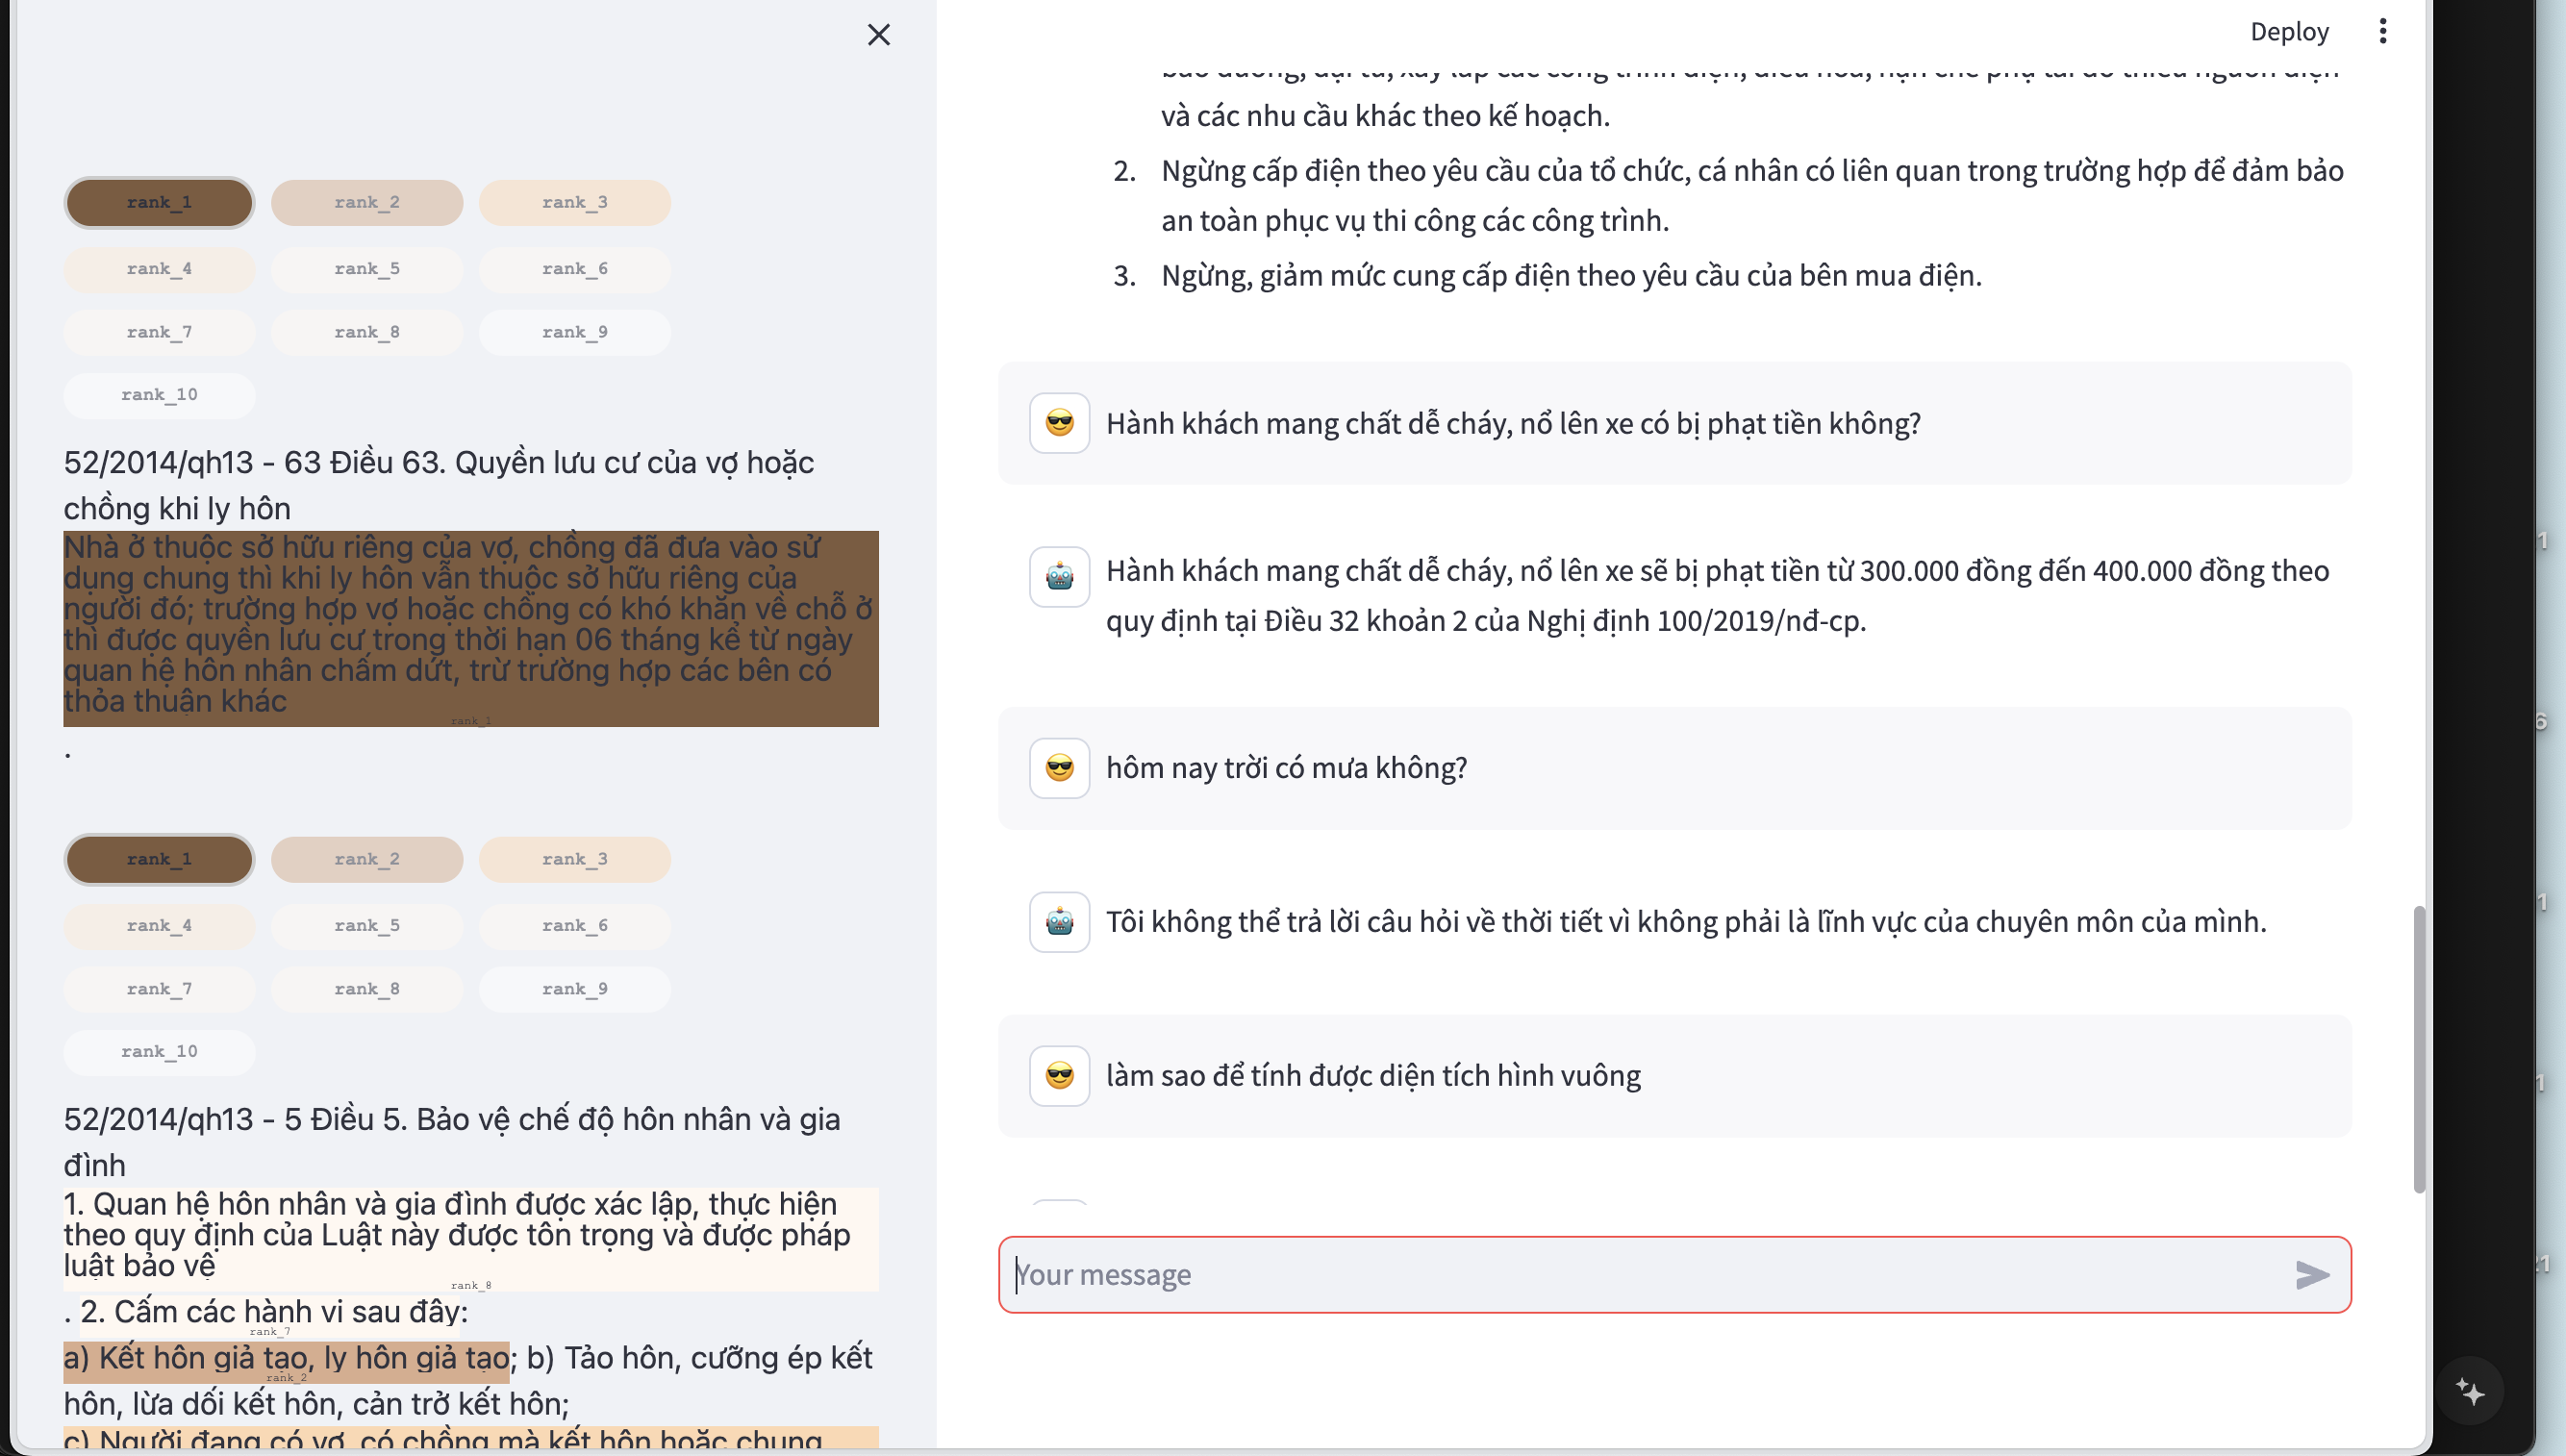 rank_1
rank_2
rank_3
rank_4
rank_5
rank_6
rank_7
rank_8
rank_9
rank_10
52/2014/qh13 - 63 Điều 63. Quyền lưu cư của vợ hoặc
chồng khi ly hôn
Nhà ở thuộc sở hữu riêng của vợ, chồng đã đưa vào sử
dụng chung thì khi ly hôn vẫn thuộc sở hữu riêng của
người đó; trường hợp vợ hoặc chồng có khó khăn về chỗ ở
thì được quyền lưu cư trong thời hạn 06 tháng kể từ ngày
quan hệ hôn nhân chấm dứt, trừ trường hợp các bên có
thỏa thuận khác
rank_1
.
rank_1
rank_2
rank_3
rank_4
rank_5
rank_6
rank_7
rank_8
rank_9
rank_10
52/2014/qh13 - 5 Điều 5. Bảo vệ chế độ hôn nhân và gia
đình
1. Quan hệ hôn nhân và gia đình được xác lập, thực hiện
theo quy định của Luật này được tôn trọng và được pháp
luật bảo vệ
rank_8
. 2. Cấm các hành vi sau đây:
rank_7
a) Kết hôn giả tạo, ly hôn giả tạo; b) Tảo hôn, cưỡng ép kết
rank_2
hôn, lừa dối kết hôn, cản trở kết hôn;
c) Người đang có vợ, có chồng mà kết hôn hoặc chung
Deploy
và các nhu cầu khác theo kế hoạch.
2. Ngừng cấp điện theo yêu cầu của tổ chức, cá nhân có liên quan trong trường hợp để đảm bảo
an toàn phục vụ thi công các công trình.
3. Ngừng, giảm mức cung cấp điện theo yêu cầu của bên mua điện.
Hành khách mang chất dễ cháy, nổ lên xe có bị phạt tiền không?
Hành khách mang chất dễ cháy, nổ lên xe sẽ bị phạt tiền từ 300.000 đồng đến 400.000 đồng theo
quy định tại Điều 32 khoản 2 của Nghị định 100/2019/nđ-cp.
hôm nay trời có mưa không?
Tôi không thể trả lời câu hỏi về thời tiết vì không phải là lĩnh vực của chuyên môn của mình.
làm sao để tính được diện tích hình vuông
Your message